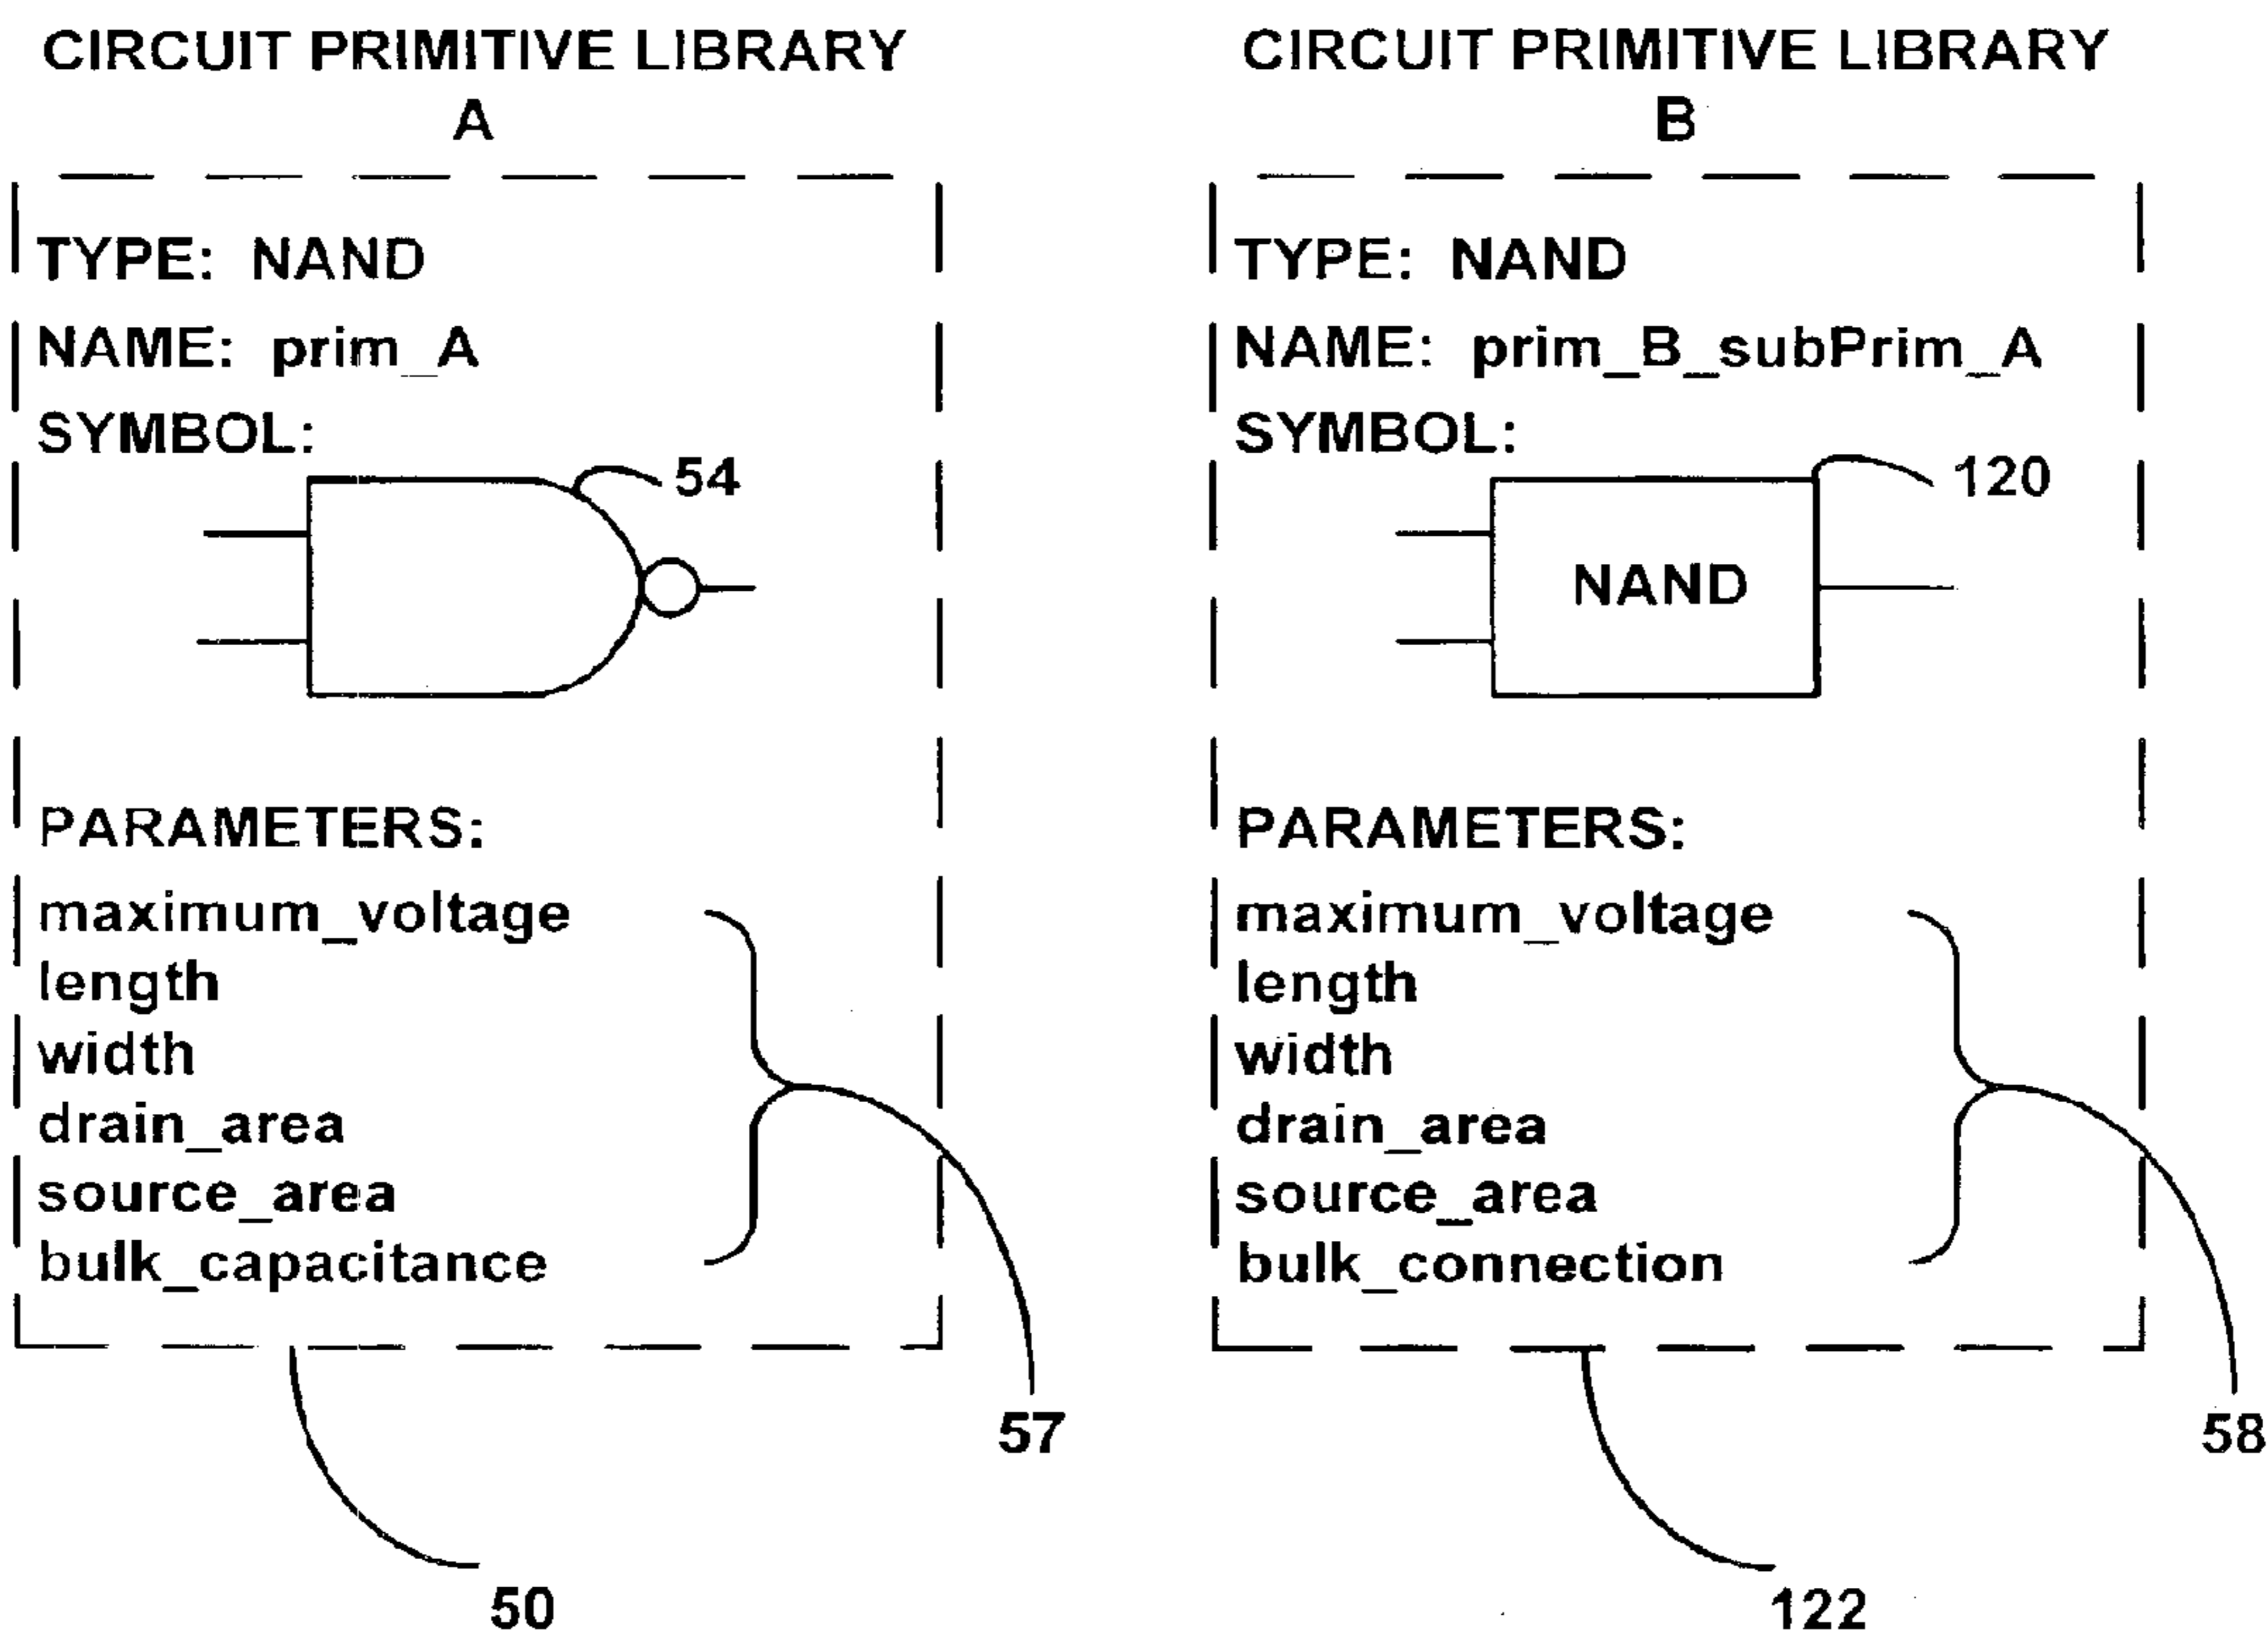 CIRCUIT PRIMITIVE LIBRARY
A
TYPE: NAND
NAME: prim_A
SYMBOL:
54
PARAMETERS:
maximum_voltage
length
width
drain_area
source_area
bulk_capacitance
57
50
CIRCUIT PRIMITIVE LIBRARY
B
TYPE: NAND
NAME: prim_B_subPrim_A
SYMBOL:
120
NAND
PARAMETERS:
maximum_voltage
length
width
drain_area
source_area
bulk_connection
58
122